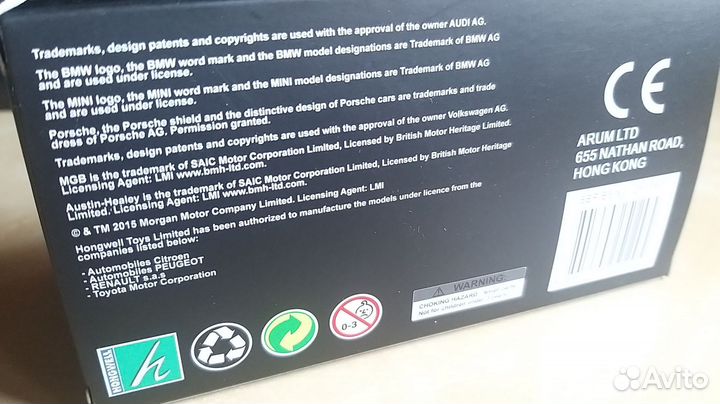 Trademarks, design patents and copyrights are used with the approval of the owner AUDI AG.
The BMW logo, the BMW word mark and the BMW model designations are Trademark of BMW AG
and are used under license.
The MINI logo, the MINI word mark and the MINI model designations are Trademark of BMW AG
and are used under license.
Porsche, the Porsche shield and the distinctive design of Porsche cars are trademarks and trade
dress of Porsche AG. Permission granted.
Trademarks, design patents and copyrights are used with the approval of the owner Volkswagen AG.
MGB is the trademark of SAIC Motor Corporation Limited, Licensed by British Motor Heritage Limited.
Licensing Agent: LMI www.bmh-ltd.com.
Austin-Healey is the trademark of SAIC Motor Corporation Limited, Licensed by British Motor Heritage
Limited. Licensing Agent: LMI www.bmh-ltd.com.
© & TM 2015 Morgan Motor Company Limited. Licensing Agent: LMI
Hongwell Toys Limited has been authorized to manufacture the models under licence from the
companies listed below:
- Automobiles Citroen
- Automobiles PEUGEOT
- RENAULT s.a.s
- Toyota Motor Corporation
CE
ARUM LTD
655 NATHAN ROAD,
HONG KONG
WARNING:
CHOKING HAZARD
Not for children under
0-3
HONGWELL
h
Avito